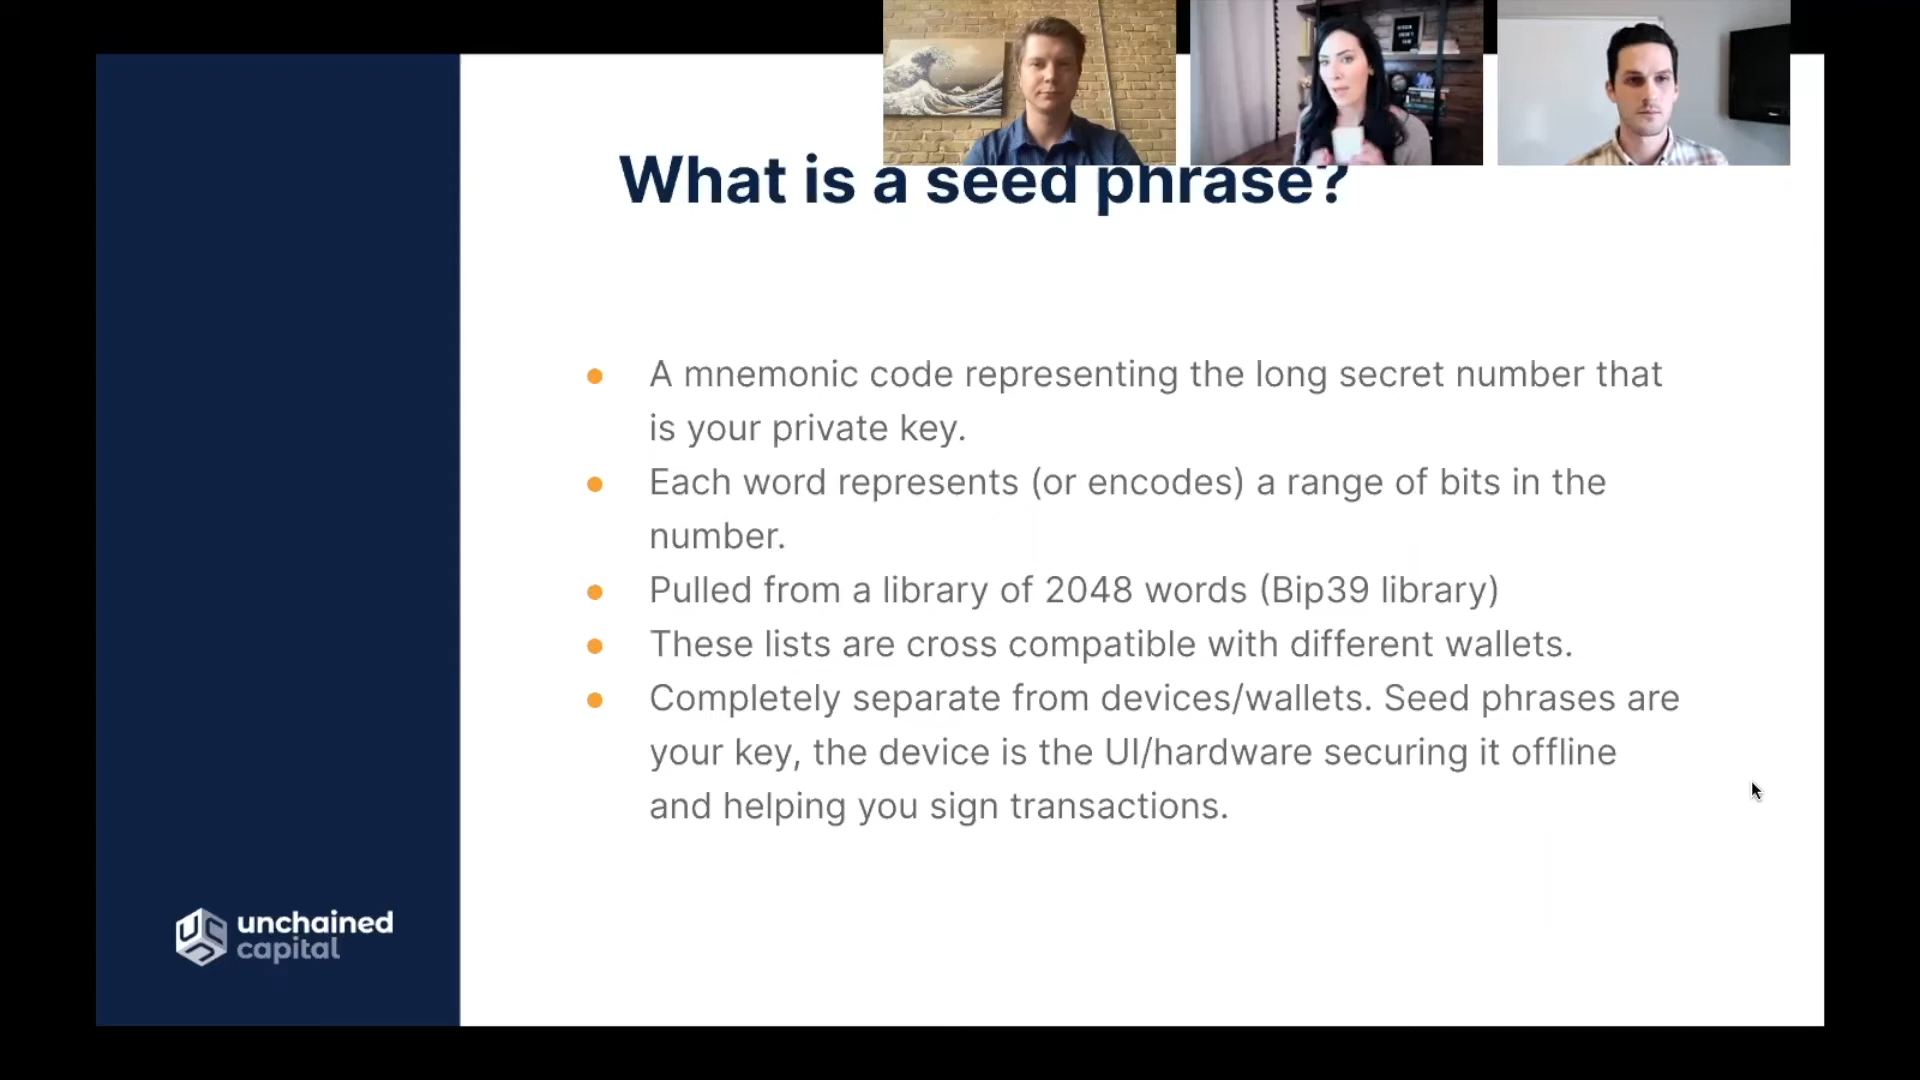 What is a seed phrase?
A mnemonic code representing the long secret number that
is your private key.
Each word represents (or encodes) a range of bits in the
number.
Pulled from a library of 2048 words (Bip39 library)
These lists are cross compatible with different wallets.
Completely separate from devices/wallets. Seed phrases are
your key, the device is the UI/hardware securing it offline
and helping you sign transactions.
unchained
capital